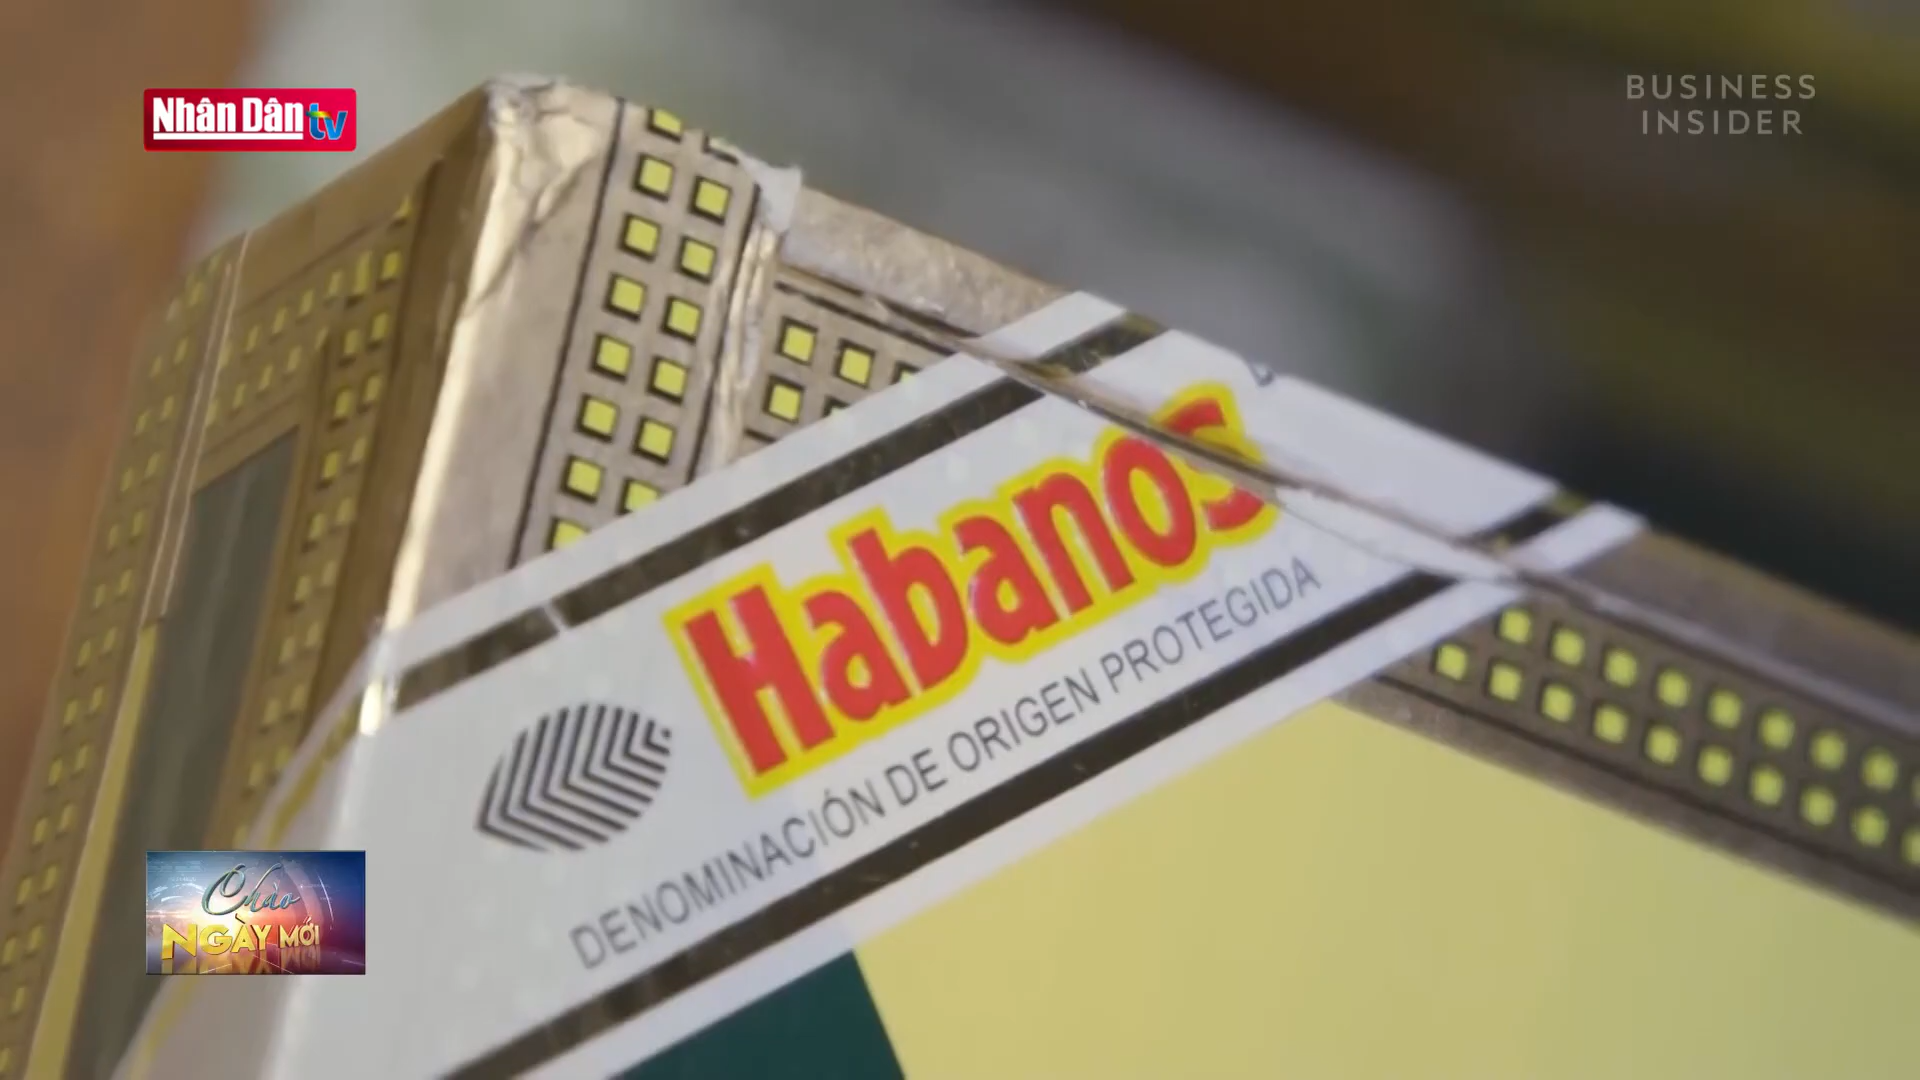 Nhân Dân tv
BUSINESS
INSIDER
Habanos
DENOMINACIÓN DE ORIGEN PROTEGIDA
Chào
NGÀY MỚI